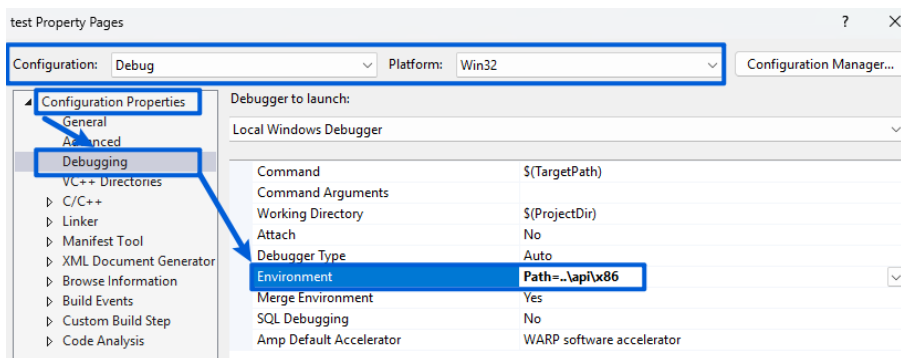 test Property Pages ? ✕
Configuration: Debug Platform: Win32 Configuration Manager...
Configuration Properties
General
Advanced
Debugging
VC++ Directories
C/C++
Linker
Manifest Tool
XML Document Generator
Browse Information
Build Events
Custom Build Step
Code Analysis
Debugger to launch:
Local Windows Debugger
Command $(TargetPath)
Command Arguments
Working Directory $(ProjectDir)
Attach No
Debugger Type Auto
Environment Path=..\api\x86
Merge Environment Yes
SQL Debugging No
Amp Default Accelerator WARP software accelerator